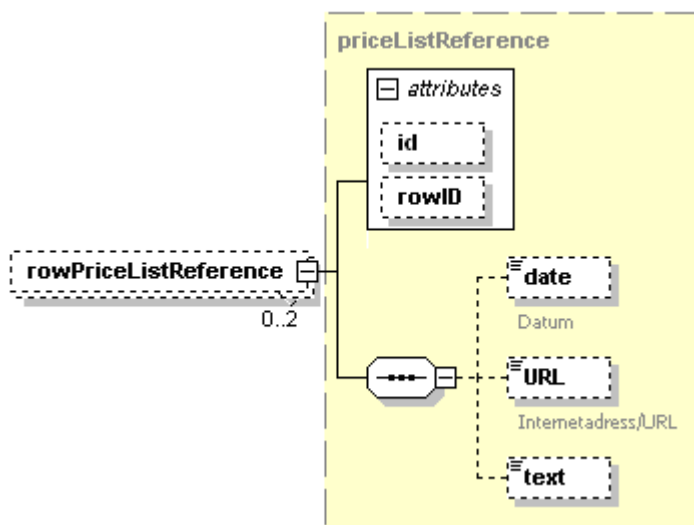 priceListReference
attributes
id
rowID
rowPriceListReference
0..2
date
Datum
URL
Internetadress/URL
text